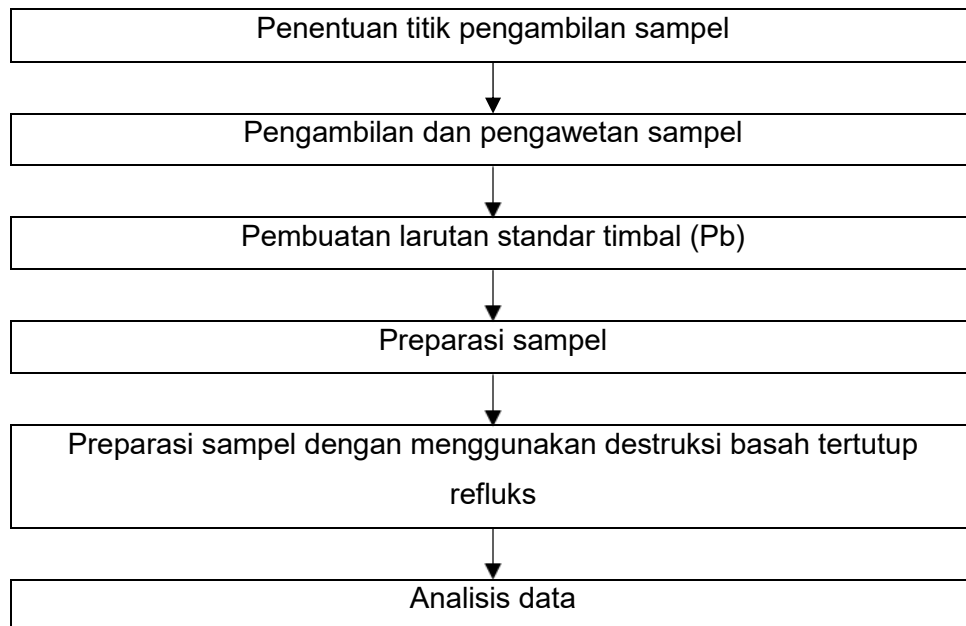 Penentuan titik pengambilan sampel
Pengambilan dan pengawetan sampel
Pembuatan larutan standar timbal (Pb)
Preparasi sampel
Preparasi sampel dengan menggunakan destruksi basah tertutup
refluks
Analisis data